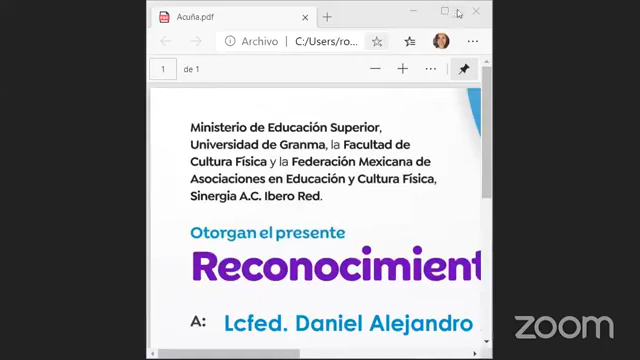 Acuña.pdf
Archivo C:/Users/ro...
1 de 1
Ministerio de Educación Superior,
Universidad de Granma, la Facultad de
Cultura Física y la Federación Mexicana de
Asociaciones en Educación y Cultura Física,
Sinergia A.C. Ibero Red.
Otorgan el presente
Reconocimient
A: Lcfed. Daniel Alejandro
zoom